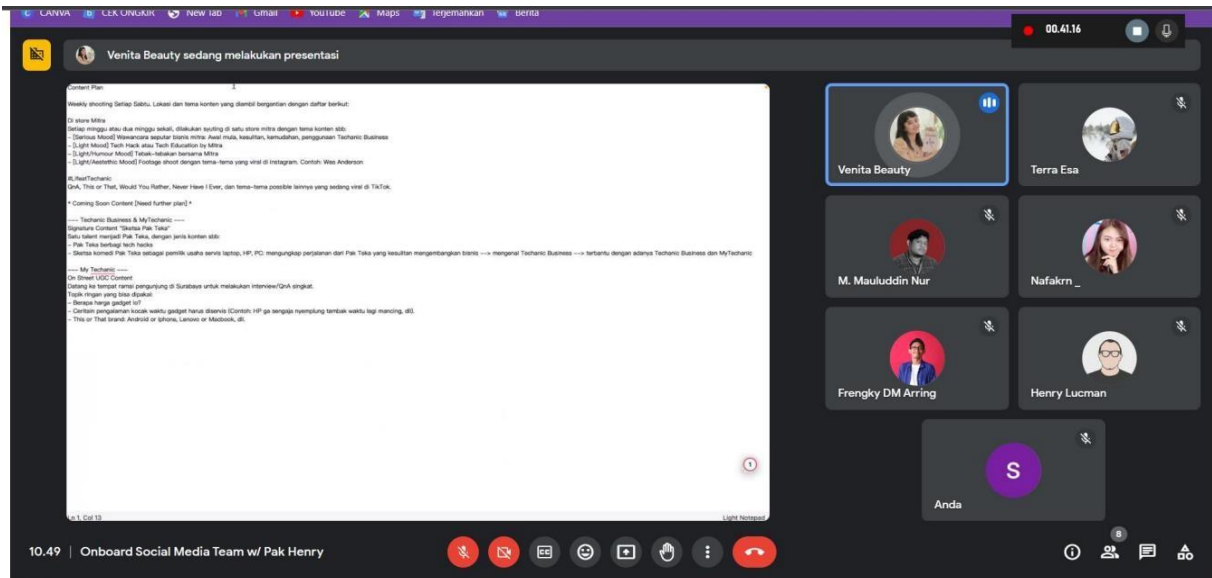 CANVA CEK ONGKIR New Tab Gmail YouTube Maps Terjemahkan Berita
00.41.16
Venita Beauty sedang melakukan presentasi
Content Plan
Weekly shooting Setiap Sabtu. Lokasi dan tema konten yang diambil bergantian dengan daftar berikut:
Di store Mitra
Setiap minggu atau dua minggu sekali, dilakukan syuting di satu store mitra dengan tema konten sbb:
- [Serious Mood] Wawancara seputar bisnis mitra: Awal mula, kesulitan, kemudahan, penggunaan Techanic Business
- [Light Mood] Tech Hack atau Tech Education by Mitra
- [Light/Humour Mood] Tebak-tebakan bersama Mitra
- [Light/Aestethic Mood] Footage shoot dengan tema-tema yang viral di Instagram. Contoh: Wes Anderson
#LifeatTechanic
QnA, This or That, Would You Rather, Never Have I Ever, dan tema-tema possible lainnya yang sedang viral di TikTok.
* Coming Soon Content [Need further plan] *
---- Techanic Business & MyTechanic ----
Signature Content "Sketsa Pak Teka"
Satu talent menjadi Pak Teka, dengan jenis konten sbb:
- Pak Teka berbagi tech hacks
- Sketsa komedi Pak Teka sebagai pemilik usaha servis laptop, HP, PC: mengungkap perjalanan dari Pak Teka yang kesulitan mengembangkan bisnis ---> mengenal Techanic Business ---> terbantu dengan adanya Techanic Business dan MyTechanic
---- My Techanic ----
On Street UGC Content
Datang ke tempat ramai pengunjung di Surabaya untuk melakukan interview/QnA singkat.
Topik ringan yang bisa dipakai:
- Berapa harga gadget lo?
- Ceritain pengalaman kocak waktu gadget harus diservis (Contoh: HP ga sengaja nyemplung tambak waktu lagi mancing, dll).
- This or That brand: Android or Iphone, Lenovo or Macbook, dll.
1
Ln 1, Col 13
Light Notepad
Venita Beauty
Terra Esa
M. Mauluddin Nur
Nafakrn _
Frengky DM Arring
Henry Lucman
S
Anda
10.49 | Onboard Social Media Team w/ Pak Henry
CC
8